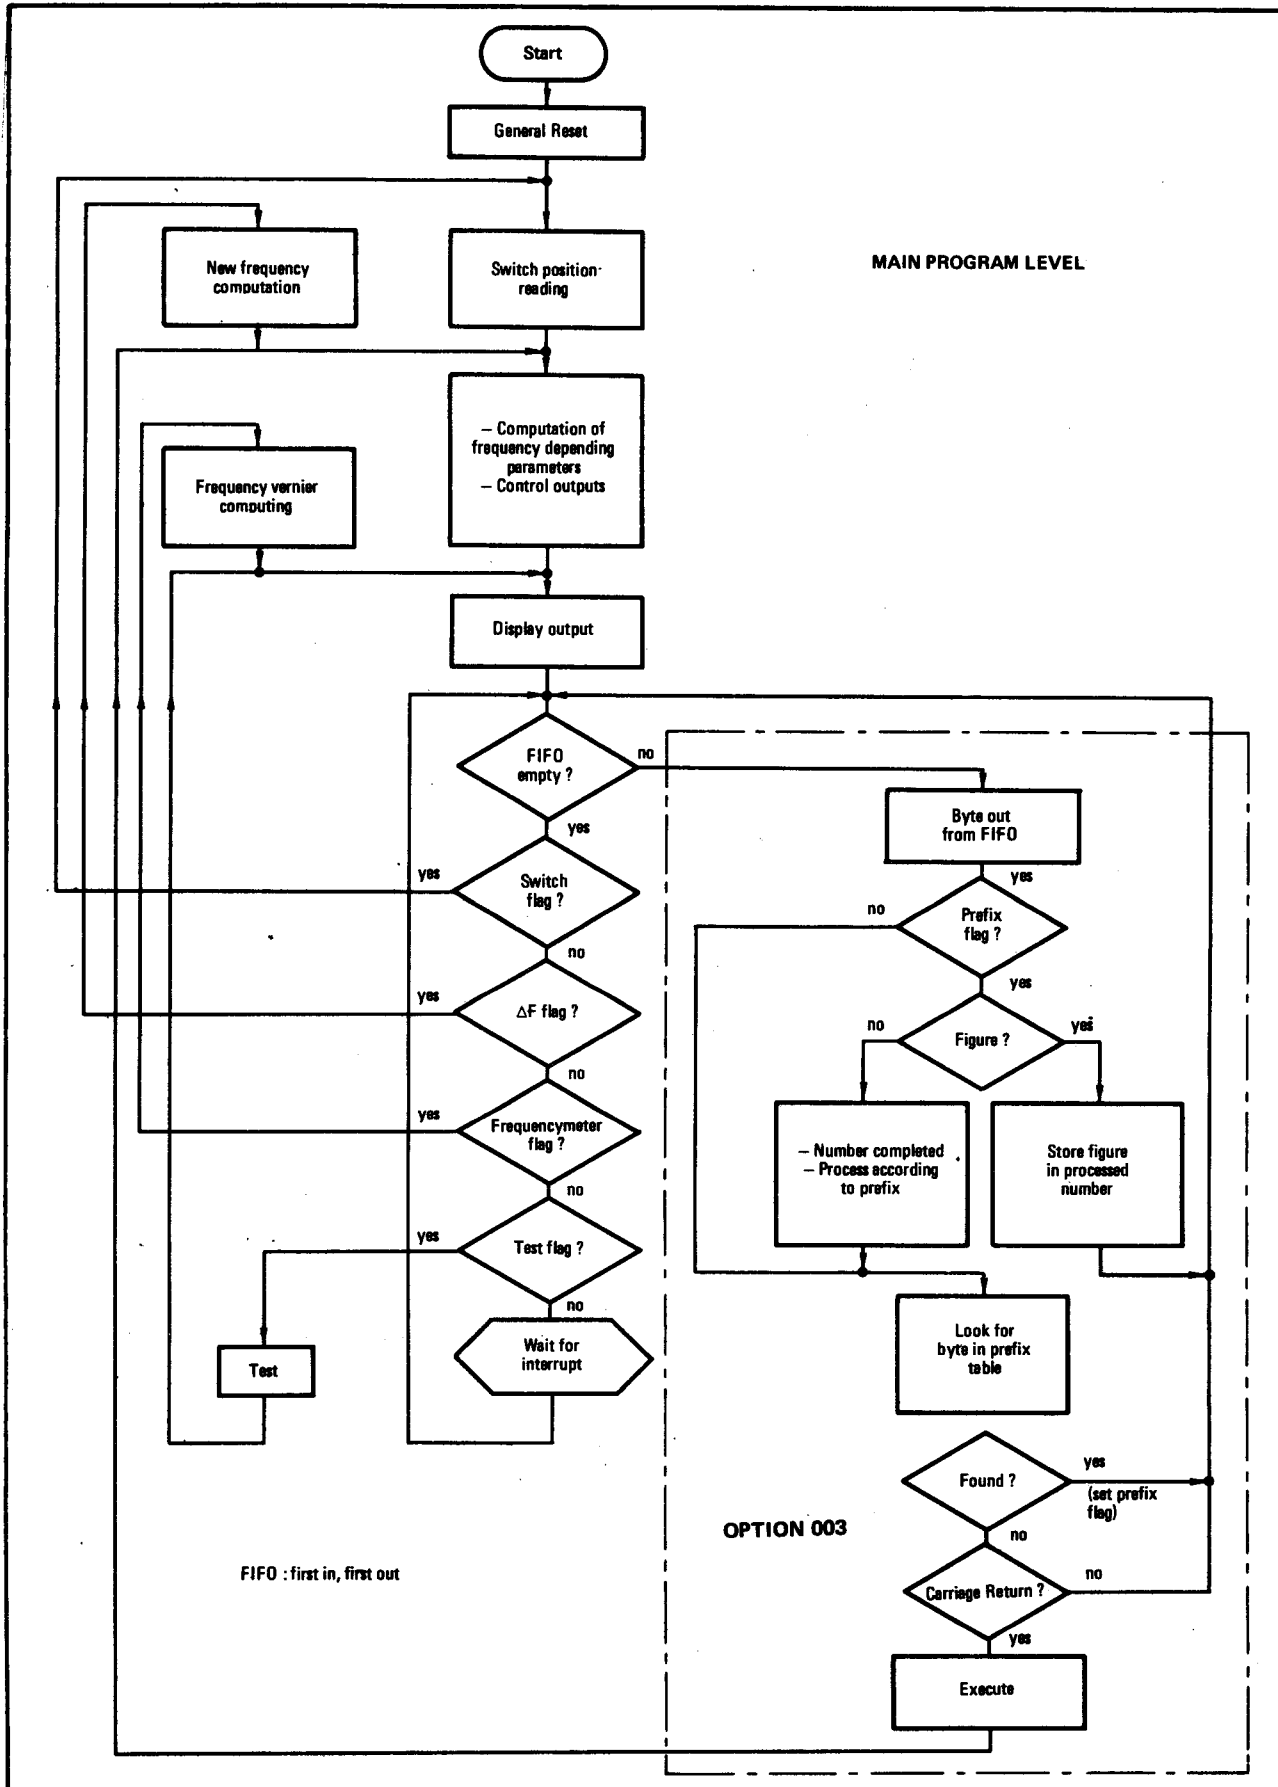 Start
General Reset
New frequency
computation
Switch position-
reading
MAIN PROGRAM LEVEL
– Computation of
frequency depending
parameters
– Control outputs
Frequency vernier
computing
Display output
FIFO
empty ?
no
yes
Byte out
from FIFO
yes
Switch
flag ?
yes
no
Prefix
flag ?
no
yes
ΔF flag ?
yes
no
Figure ?
no
yes
Frequencymeter
flag ?
yes
no
– Number completed
– Process according
to prefix
Store figure
in processed
number
Test flag ?
yes
no
Wait for
interrupt
Test
Look for
byte in prefix
table
Found ?
yes
(set prefix
flag)
no
OPTION 003
FIFO : first in, first out
Carriage Return ?
no
yes
Execute